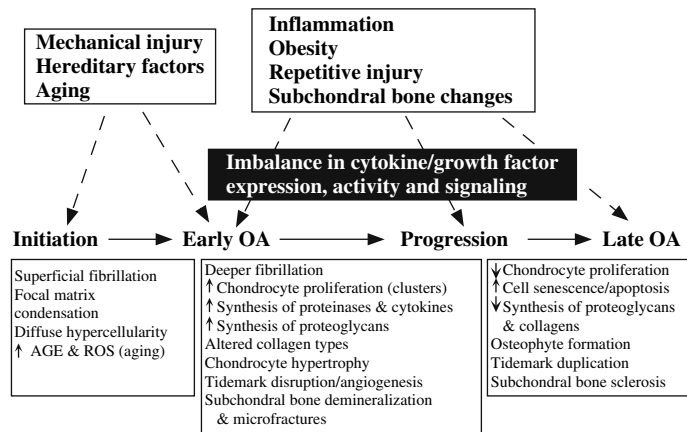 Mechanical injury
Hereditary factors
Aging
Inflammation
Obesity
Repetitive injury
Subchondral bone changes
Imbalance in cytokine/growth factor
expression, activity and signaling
Initiation
Early OA
Progression
Late OA
Superficial fibrillation
Focal matrix
condensation
Diffuse hypercellularity
↑ AGE & ROS (aging)
Deeper fibrillation
↑ Chondrocyte proliferation (clusters)
↑ Synthesis of proteinases & cytokines
↑ Synthesis of proteoglycans
Altered collagen types
Chondrocyte hypertrophy
Tidemark disruption/angiogenesis
Subchondral bone demineralization
& microfractures
↓ Chondrocyte proliferation
↑ Cell senescence/apoptosis
↓ Synthesis of proteoglycans
& collagens
Osteophyte formation
Tidemark duplication
Subchondral bone sclerosis